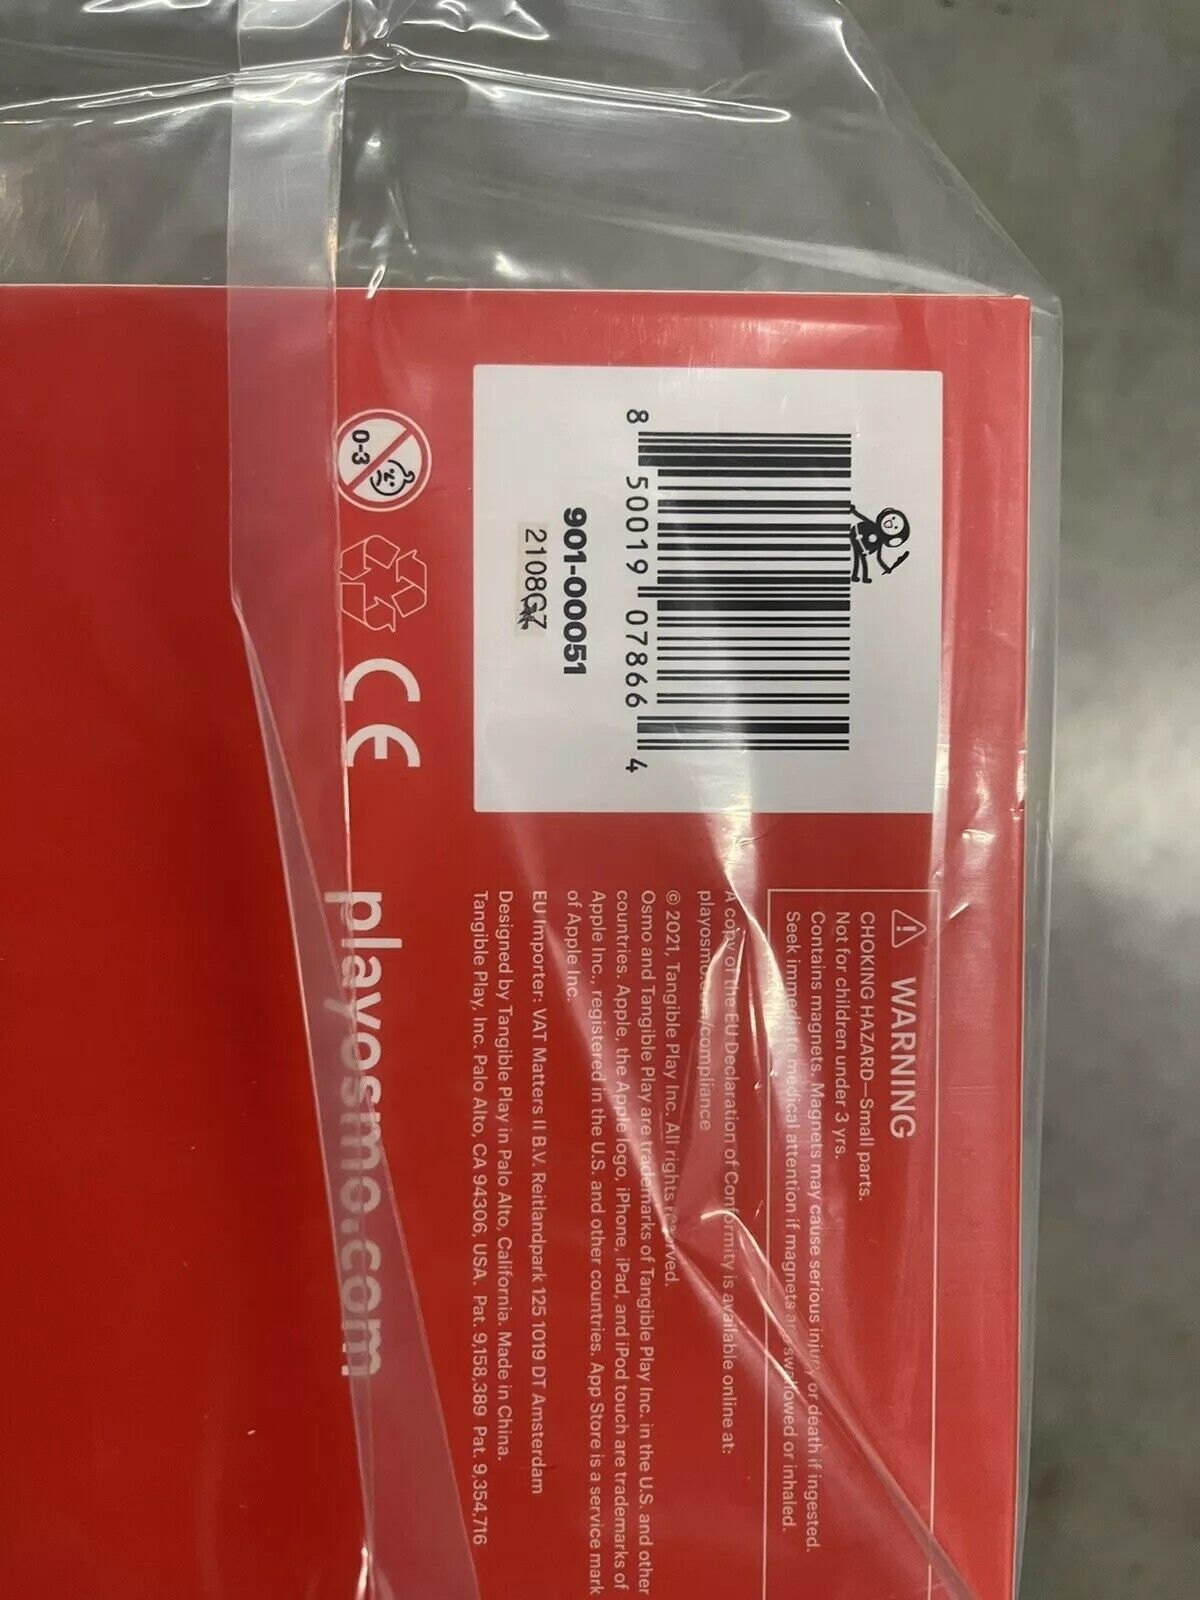 8 50019 07866 4
901-00051
2108G7
0-3
CE
playosmo.com
WARNING
CHOKING HAZARD—Small parts.
Not for children under 3 yrs.
Contains magnets. Magnets may cause serious injury or death if ingested.
Seek immediate medical attention if magnets are swallowed or inhaled.
A copy of the EU Declaration of Conformity is available online at:
playosmo.com/compliance
© 2021, Tangible Play Inc. All rights reserved.
Osmo and Tangible Play are trademarks of Tangible Play Inc. in the U.S. and other
countries. Apple, the Apple logo, iPhone, iPad, and iPod touch are trademarks of
Apple Inc., registered in the U.S. and other countries. App Store is a service mark
of Apple Inc.
EU Importer: VAT Matters II B.V. Reitlandpark 125 1019 DT Amsterdam
Designed by Tangible Play in Palo Alto, California. Made in China.
Tangible Play, Inc. Palo Alto, CA 94306, USA. Pat. 9,158,389 Pat. 9,354,716